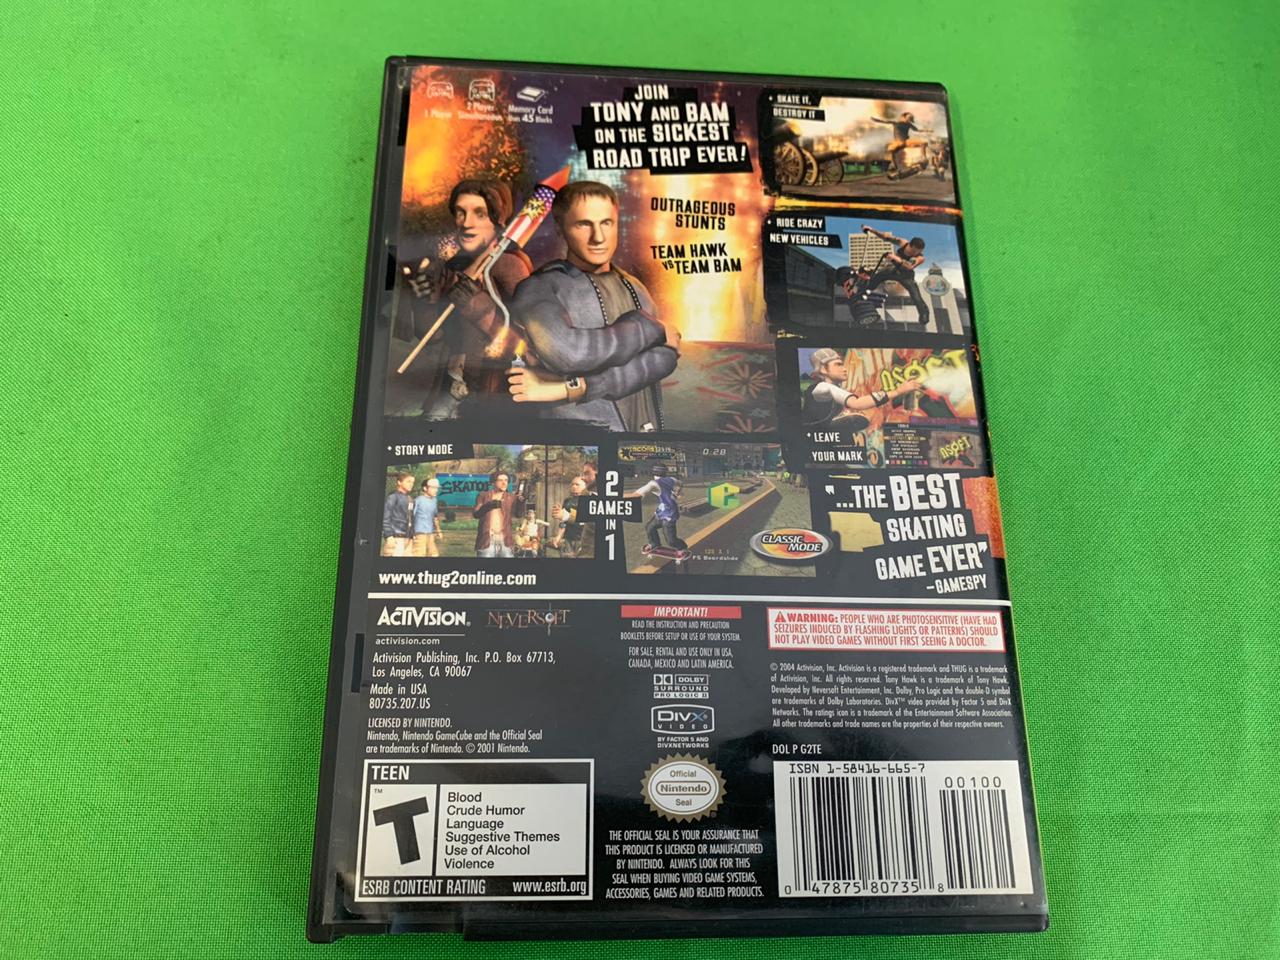 1 Player
2 Player
Simultaneous
Memory Card
45 Blocks
JOIN
TONY AND BAM
ON THE SICKEST
ROAD TRIP EVER!
OUTRAGEOUS
STUNTS
TEAM HAWK
VS TEAM BAM
SKATE IT,
DESTROY IT
RIDE CRAZY
NEW VEHICLES
LEAVE
YOUR MARK
NSOFT
NSOFT
STORY MODE
2
GAMES
IN
1
0:28
FS Boardslide
CLASSIC
MODE
"...THE BEST
SKATING
GAME EVER"
-GAMESPY
www.thug2online.com
ACTIVISION.
NEVERSOFT
activision.com
Activision Publishing, Inc. P.O. Box 67713,
Los Angeles, CA 90067
Made in USA
80735.207.US
LICENSED BY NINTENDO.
Nintendo, Nintendo GameCube and the Official Seal
are trademarks of Nintendo. © 2001 Nintendo.
TEEN
T
TM
Blood
Crude Humor
Language
Suggestive Themes
Use of Alcohol
Violence
ESRB CONTENT RATING www.esrb.org
IMPORTANT!
READ THE INSTRUCTION AND PRECAUTION
BOOKLETS BEFORE SETUP OR USE OF YOUR SYSTEM.
FOR SALE, RENTAL AND USE ONLY IN USA,
CANADA, MEXICO AND LATIN AMERICA.
DOLBY
SURROUND
PRO LOGIC II
DivX
VIDEO
BY FACTOR 5 AND
DIVXNETWORKS
Official
Nintendo
Seal
THE OFFICIAL SEAL IS YOUR ASSURANCE THAT
THIS PRODUCT IS LICENSED OR MANUFACTURED
BY NINTENDO. ALWAYS LOOK FOR THIS
SEAL WHEN BUYING VIDEO GAME SYSTEMS,
ACCESSORIES, GAMES AND RELATED PRODUCTS.
WARNING: PEOPLE WHO ARE PHOTOSENSITIVE (HAVE HAD
SEIZURES INDUCED BY FLASHING LIGHTS OR PATTERNS) SHOULD
NOT PLAY VIDEO GAMES WITHOUT FIRST SEEING A DOCTOR.
© 2004 Activision, Inc. Activision is a registered trademark and THUG is a trademark
of Activision, Inc. All rights reserved. Tony Hawk is a trademark of Tony Hawk.
Developed by Neversoft Entertainment, Inc. Dolby, Pro Logic and the double-D symbol
are trademarks of Dolby Laboratories. DivX™ video provided by Factor 5 and DivX
Networks. The ratings icon is a trademark of the Entertainment Software Association.
All other trademarks and trade names are the properties of their respective owners.
DOL P G2TE
ISBN 1-58416-665-7
00100
0 47875 80735 8